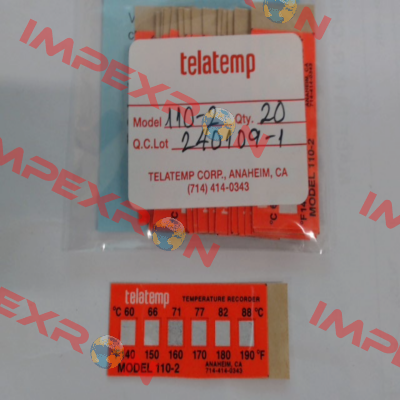 telatemp
Model 110-2 Qty. 20
Q.C. Lot 240109-1
TELATEMP CORP., ANAHEIM, CA
(714) 414-0343
MODEL 110-2
telatemp TEMPERATURE RECORDER
°C 60 66 71 77 82 88 °C
°F 140 150 160 170 180 190 °F
MODEL 110-2 ANAHEIM, CA
714-414-0343
IMPEXRON